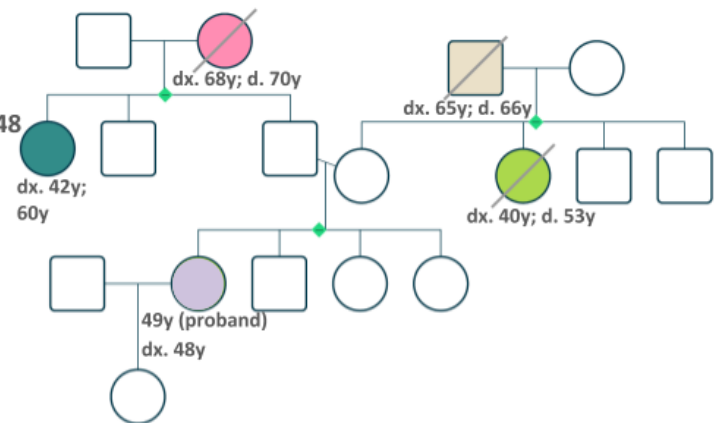 dx. 68y; d. 70y
dx. 65y; d. 66y
48
dx. 42y;
60y
dx. 40y; d. 53y
49y (proband)
dx. 48y